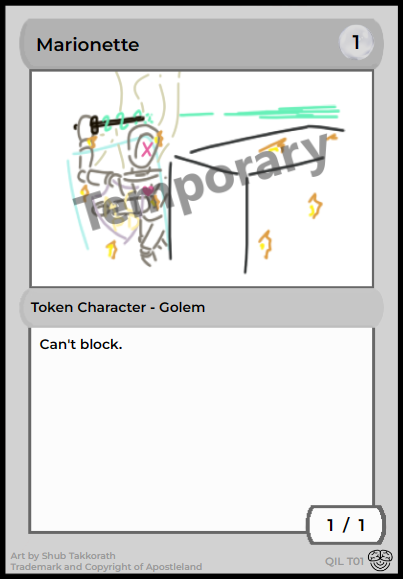 Marionette
1
Temporary
Token Character - Golem
Can't block.
1 / 1
Art by Shub Takkorath
Trademark and Copyright of Apostleland
QIL T01